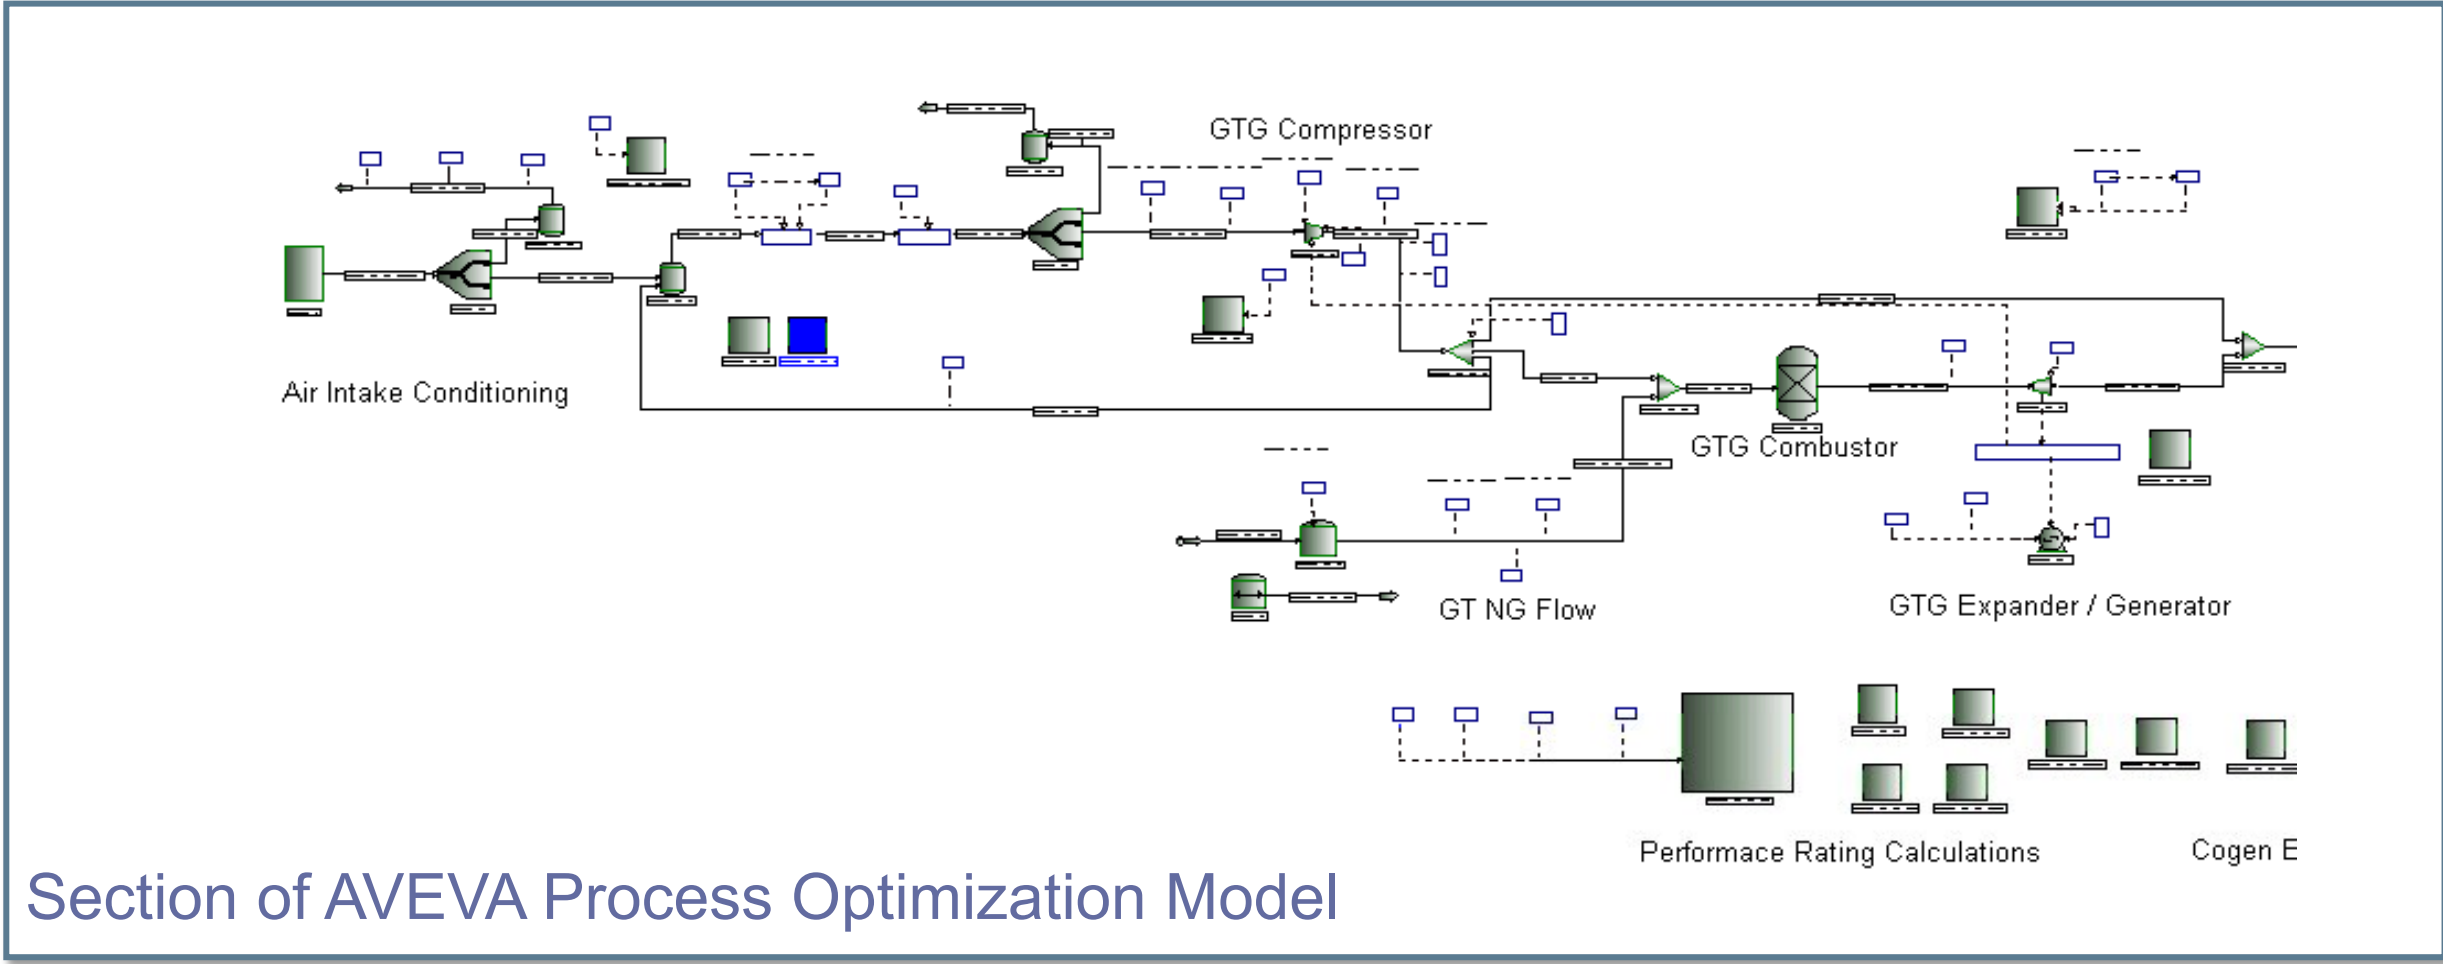 GTG Compressor
Air Intake Conditioning
GTG Combustor
GT NG Flow
GTG Expander / Generator
Performace Rating Calculations
Cogen E
Section of AVEVA Process Optimization Model